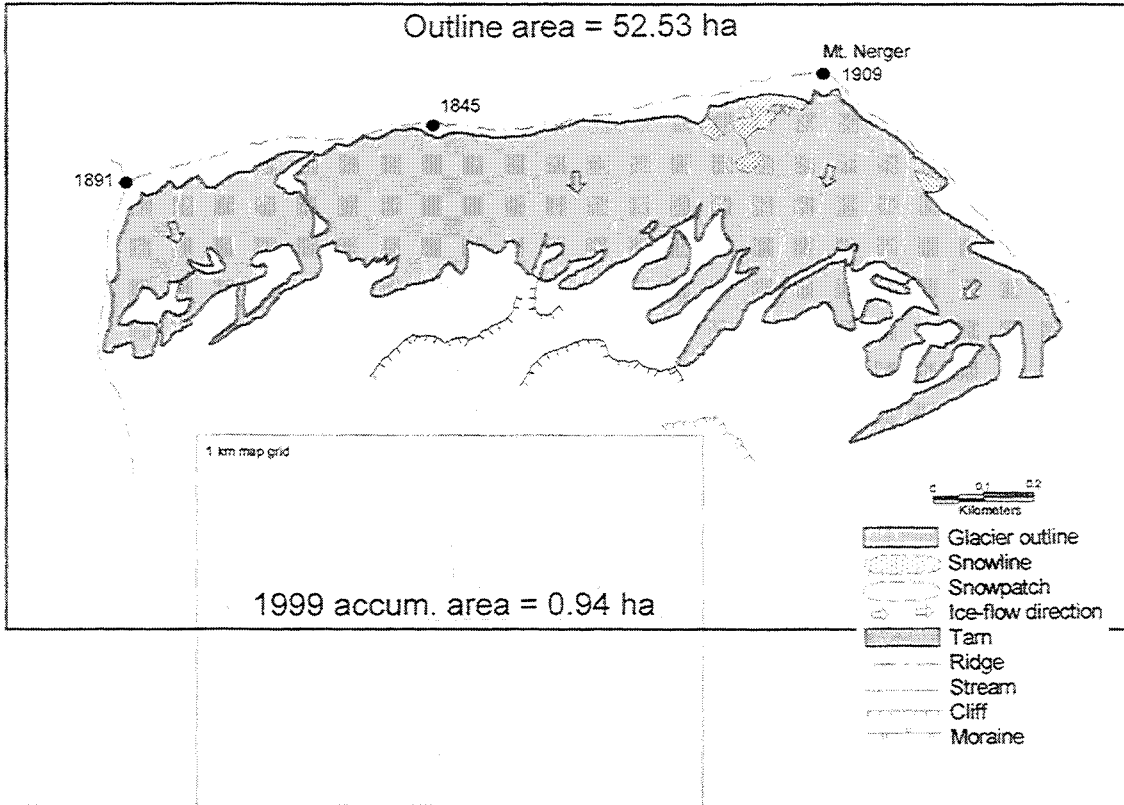 Outline area = 52.53 ha
Mt. Nerger
1909
1845
1891
1 km map grid
0 0.1 0.2
Kilometers
Glacier outline
Snowline
Snowpatch
Ice-flow direction
Tarn
Ridge
Stream
Cliff
Moraine
1999 accum. area = 0.94 ha